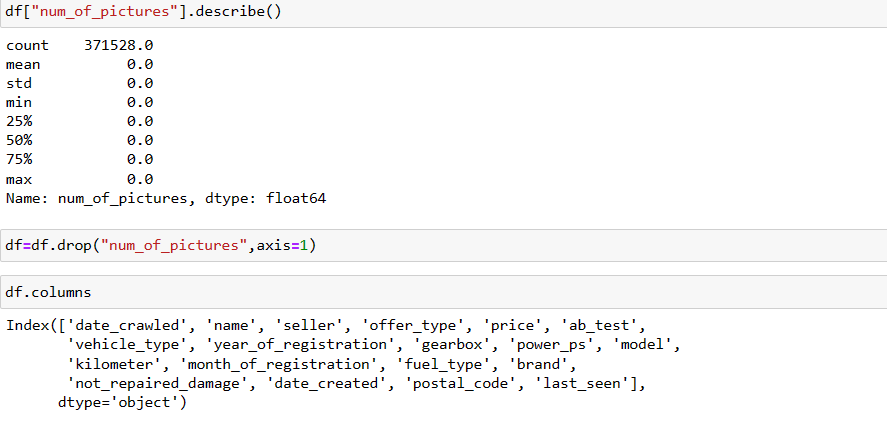 df["num_of_pictures"].describe()
count    371528.0
mean          0.0
std           0.0
min           0.0
25%           0.0
50%           0.0
75%           0.0
max           0.0
Name: num_of_pictures, dtype: float64
df=df.drop("num_of_pictures",axis=1)
df.columns
Index(['date_crawled', 'name', 'seller', 'offer_type', 'price', 'ab_test',
       'vehicle_type', 'year_of_registration', 'gearbox', 'power_ps', 'model',
       'kilometer', 'month_of_registration', 'fuel_type', 'brand',
       'not_repaired_damage', 'date_created', 'postal_code', 'last_seen'],
      dtype='object')